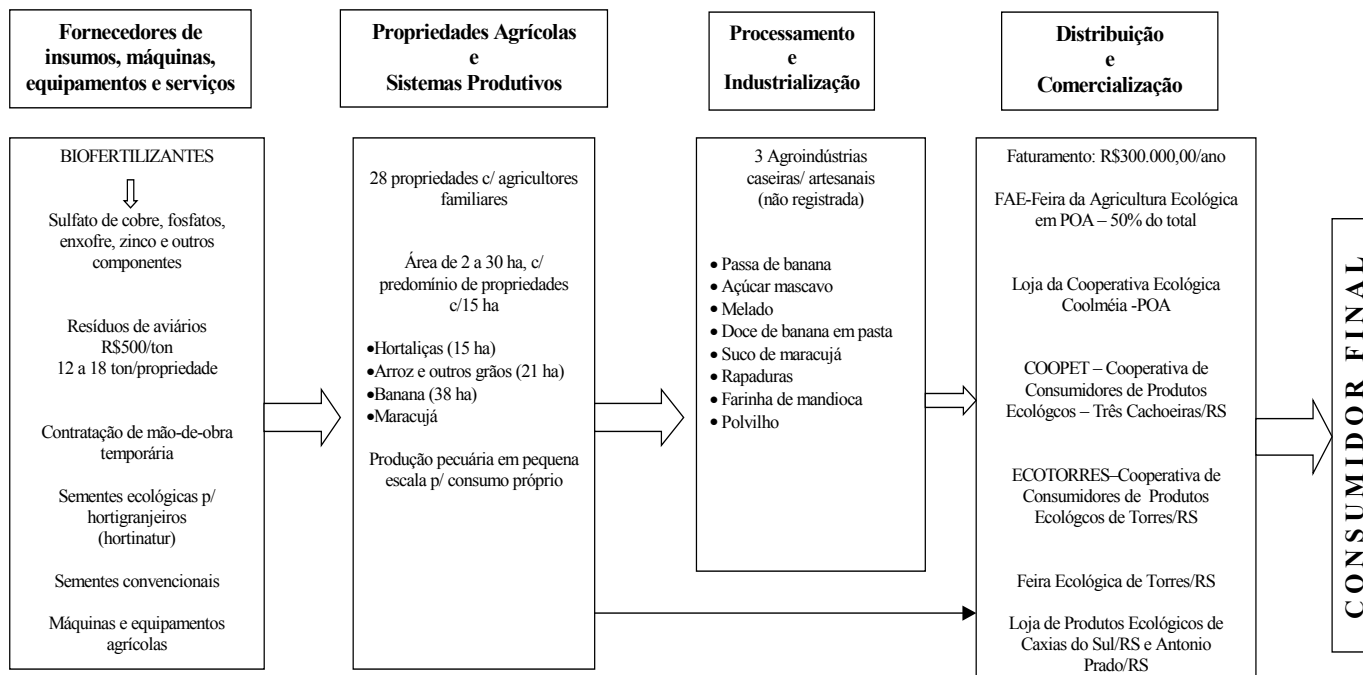 Fornecedores de
insumos, máquinas,
equipamentos e serviços
Propriedades Agrícolas
e
Sistemas Produtivos
Processamento
e
Industrialização
Distribuição
e
Comercialização
BIOFERTILIZANTES
Sulfato de cobre, fosfatos,
enxofre, zinco e outros
componentes
Resíduos de aviários
R$500/ton
12 a 18 ton/propriedade
Contratação de mão-de-obra
temporária
Sementes ecológicas p/
hortigranjeiros
(hortinatur)
Sementes convencionais
Máquinas e equipamentos
agrícolas
28 propriedades c/ agricultores
familiares
Área de 2 a 30 ha, c/
predomínio de propriedades
c/15 ha
•Hortaliças (15 ha)
•Arroz e outros grãos (21 ha)
•Banana (38 ha)
•Maracujá
Produção pecuária em pequena
escala p/ consumo próprio
3 Agroindústrias
caseiras/ artesanais
(não registrada)
• Passa de banana
• Açúcar mascavo
• Melado
• Doce de banana em pasta
• Suco de maracujá
• Rapaduras
• Farinha de mandioca
• Polvilho
Faturamento: R$300.000,00/ano
FAE-Feira da Agricultura Ecológica
em POA – 50% do total
Loja da Cooperativa Ecológica
Coolméia -POA
COOPET – Cooperativa de
Consumidores de Produtos
Ecológcos – Três Cachoeiras/RS
ECOTORRES–Cooperativa de
Consumidores de Produtos
Ecológcos de Torres/RS
Feira Ecológica de Torres/RS
Loja de Produtos Ecológicos de
Caxias do Sul/RS e Antonio
Prado/RS
CONSUMIDOR FINAL